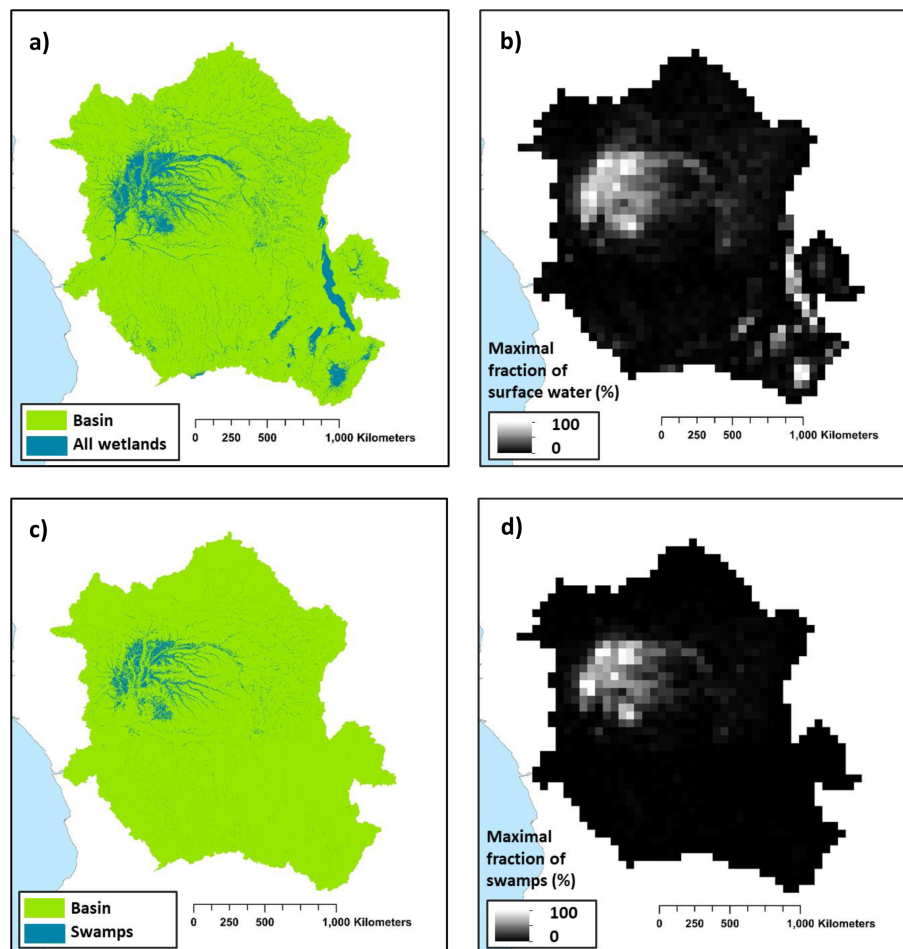 a)
Basin
All wetlands
0 250 500 1,000 Kilometers
b)
Maximal
fraction of
surface water (%)
100
0
0 250 500 1,000 Kilometers
c)
Basin
Swamps
0 250 500 1,000 Kilometers
d)
Maximal
fraction of
swamps (%)
100
0
0 250 500 1,000 Kilometers